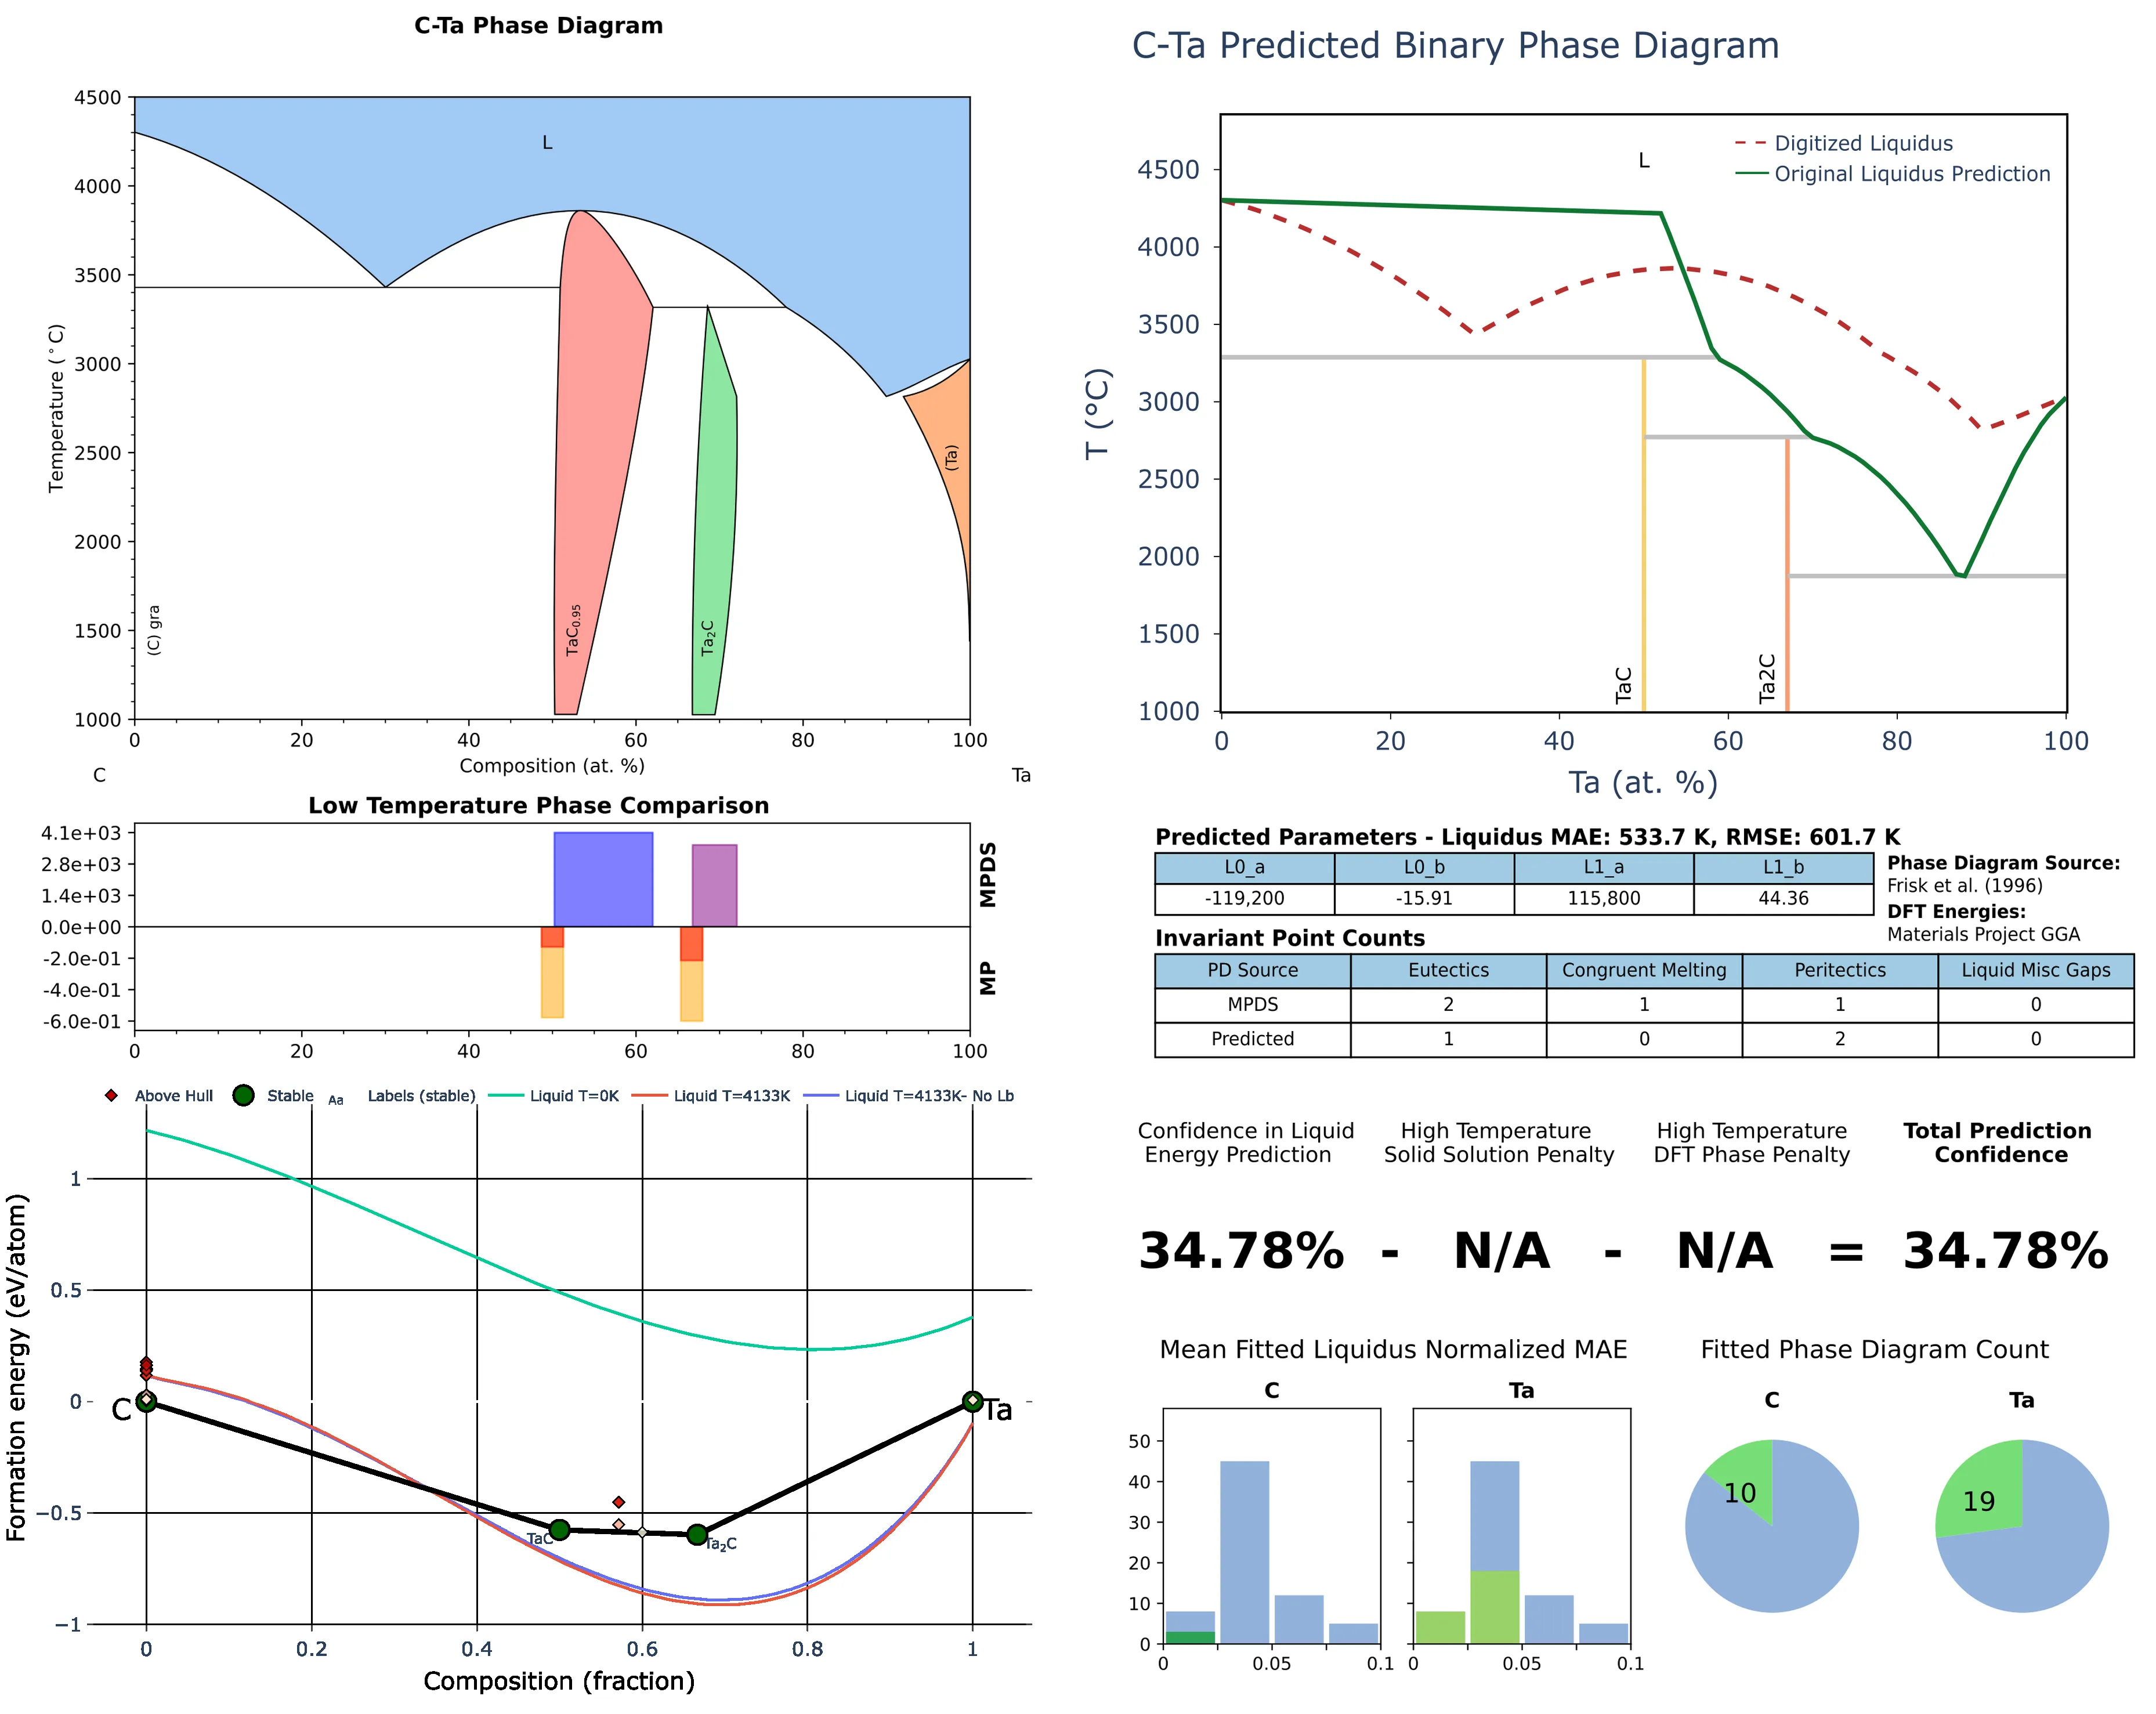 C-Ta Phase Diagram
4500
4000
3500
3000
2500
2000
1500
1000
Temperature (°C)
L
(C) gra
TaC0.95
Ta2C
(Ta)
0
20
40
60
80
100
Composition (at. %)
C
Ta
C-Ta Predicted Binary Phase Diagram
L
Digitized Liquidus
Original Liquidus Prediction
4500
4000
3500
3000
2500
2000
1500
1000
T (°C)
TaC
Ta2C
0
20
40
60
80
100
Ta (at. %)
Low Temperature Phase Comparison
4.1e+03
2.8e+03
1.4e+03
0.0e+00
-2.0e-01
-4.0e-01
-6.0e-01
MPDS
MP
0
20
40
60
80
100
Predicted Parameters - Liquidus MAE: 533.7 K, RMSE: 601.7 K
L0_a L0_b L1_a L1_b
-119,200 -15.91 115,800 44.36
Phase Diagram Source:
Frisk et al. (1996)
DFT Energies:
Materials Project GGA
Invariant Point Counts
PD Source Eutectics Congruent Melting Peritectics Liquid Misc Gaps
MPDS 2 1 1 0
Predicted 1 0 2 0
Above Hull Stable Aa Labels (stable) Liquid T=0K Liquid T=4133K Liquid T=4133K- No Lb
1
0.5
0
−0.5
−1
Formation energy (eV/atom)
C
TaC
Ta2C
Ta
0
0.2
0.4
0.6
0.8
1
Composition (fraction)
Confidence in Liquid
Energy Prediction
High Temperature
Solid Solution Penalty
High Temperature
DFT Phase Penalty
Total Prediction
Confidence
34.78% - N/A - N/A = 34.78%
Mean Fitted Liquidus Normalized MAE
C
Ta
50
40
30
20
10
0
0
0.05
0.1
0
0.05
0.1
Fitted Phase Diagram Count
C
10
Ta
19